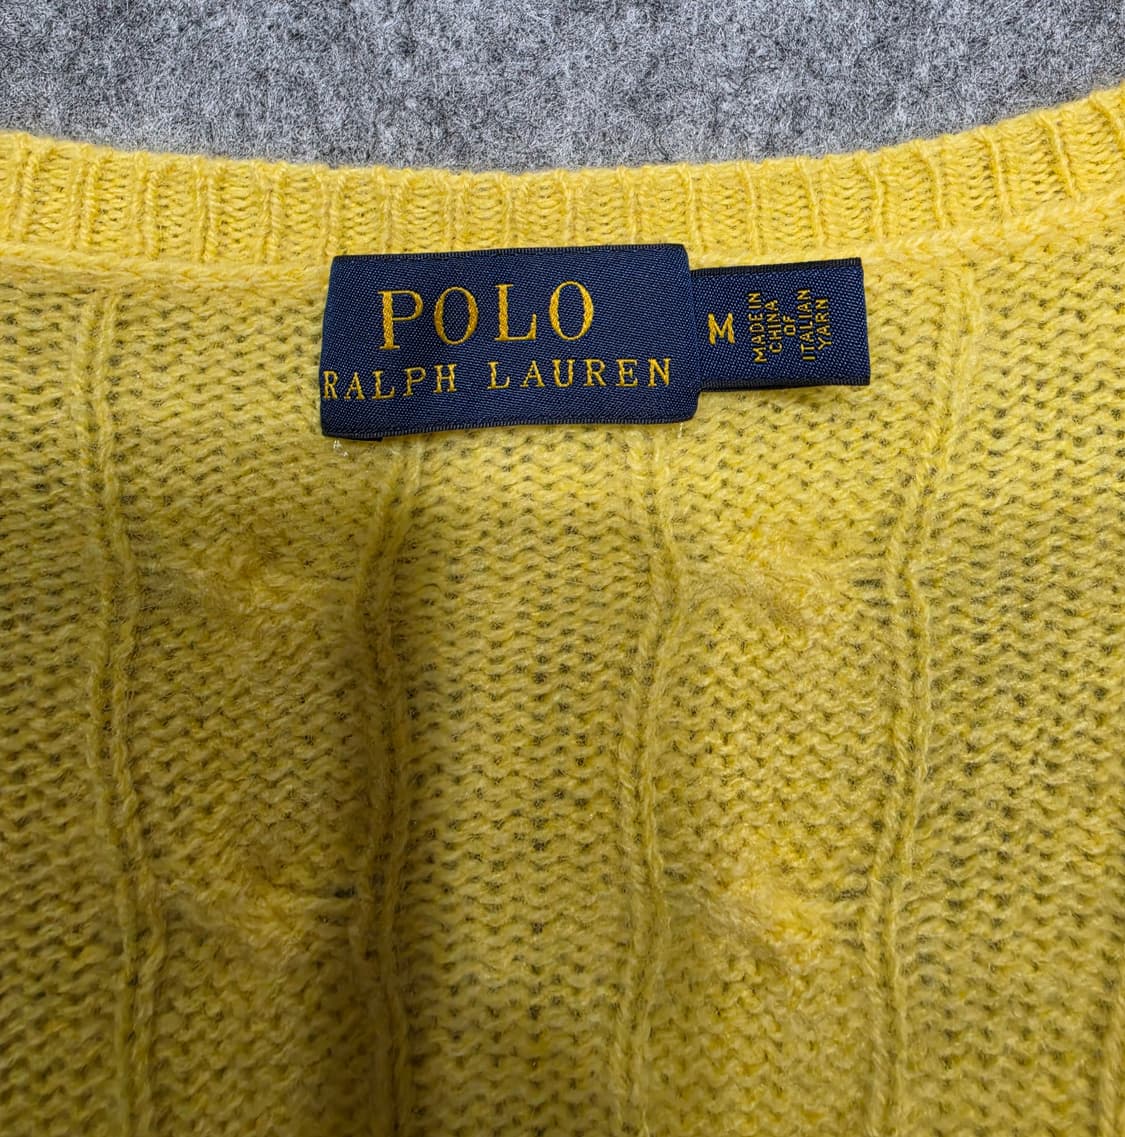 POLO
RALPH LAUREN
M
MADE IN
CHINA
OF
ITALIAN
YARN